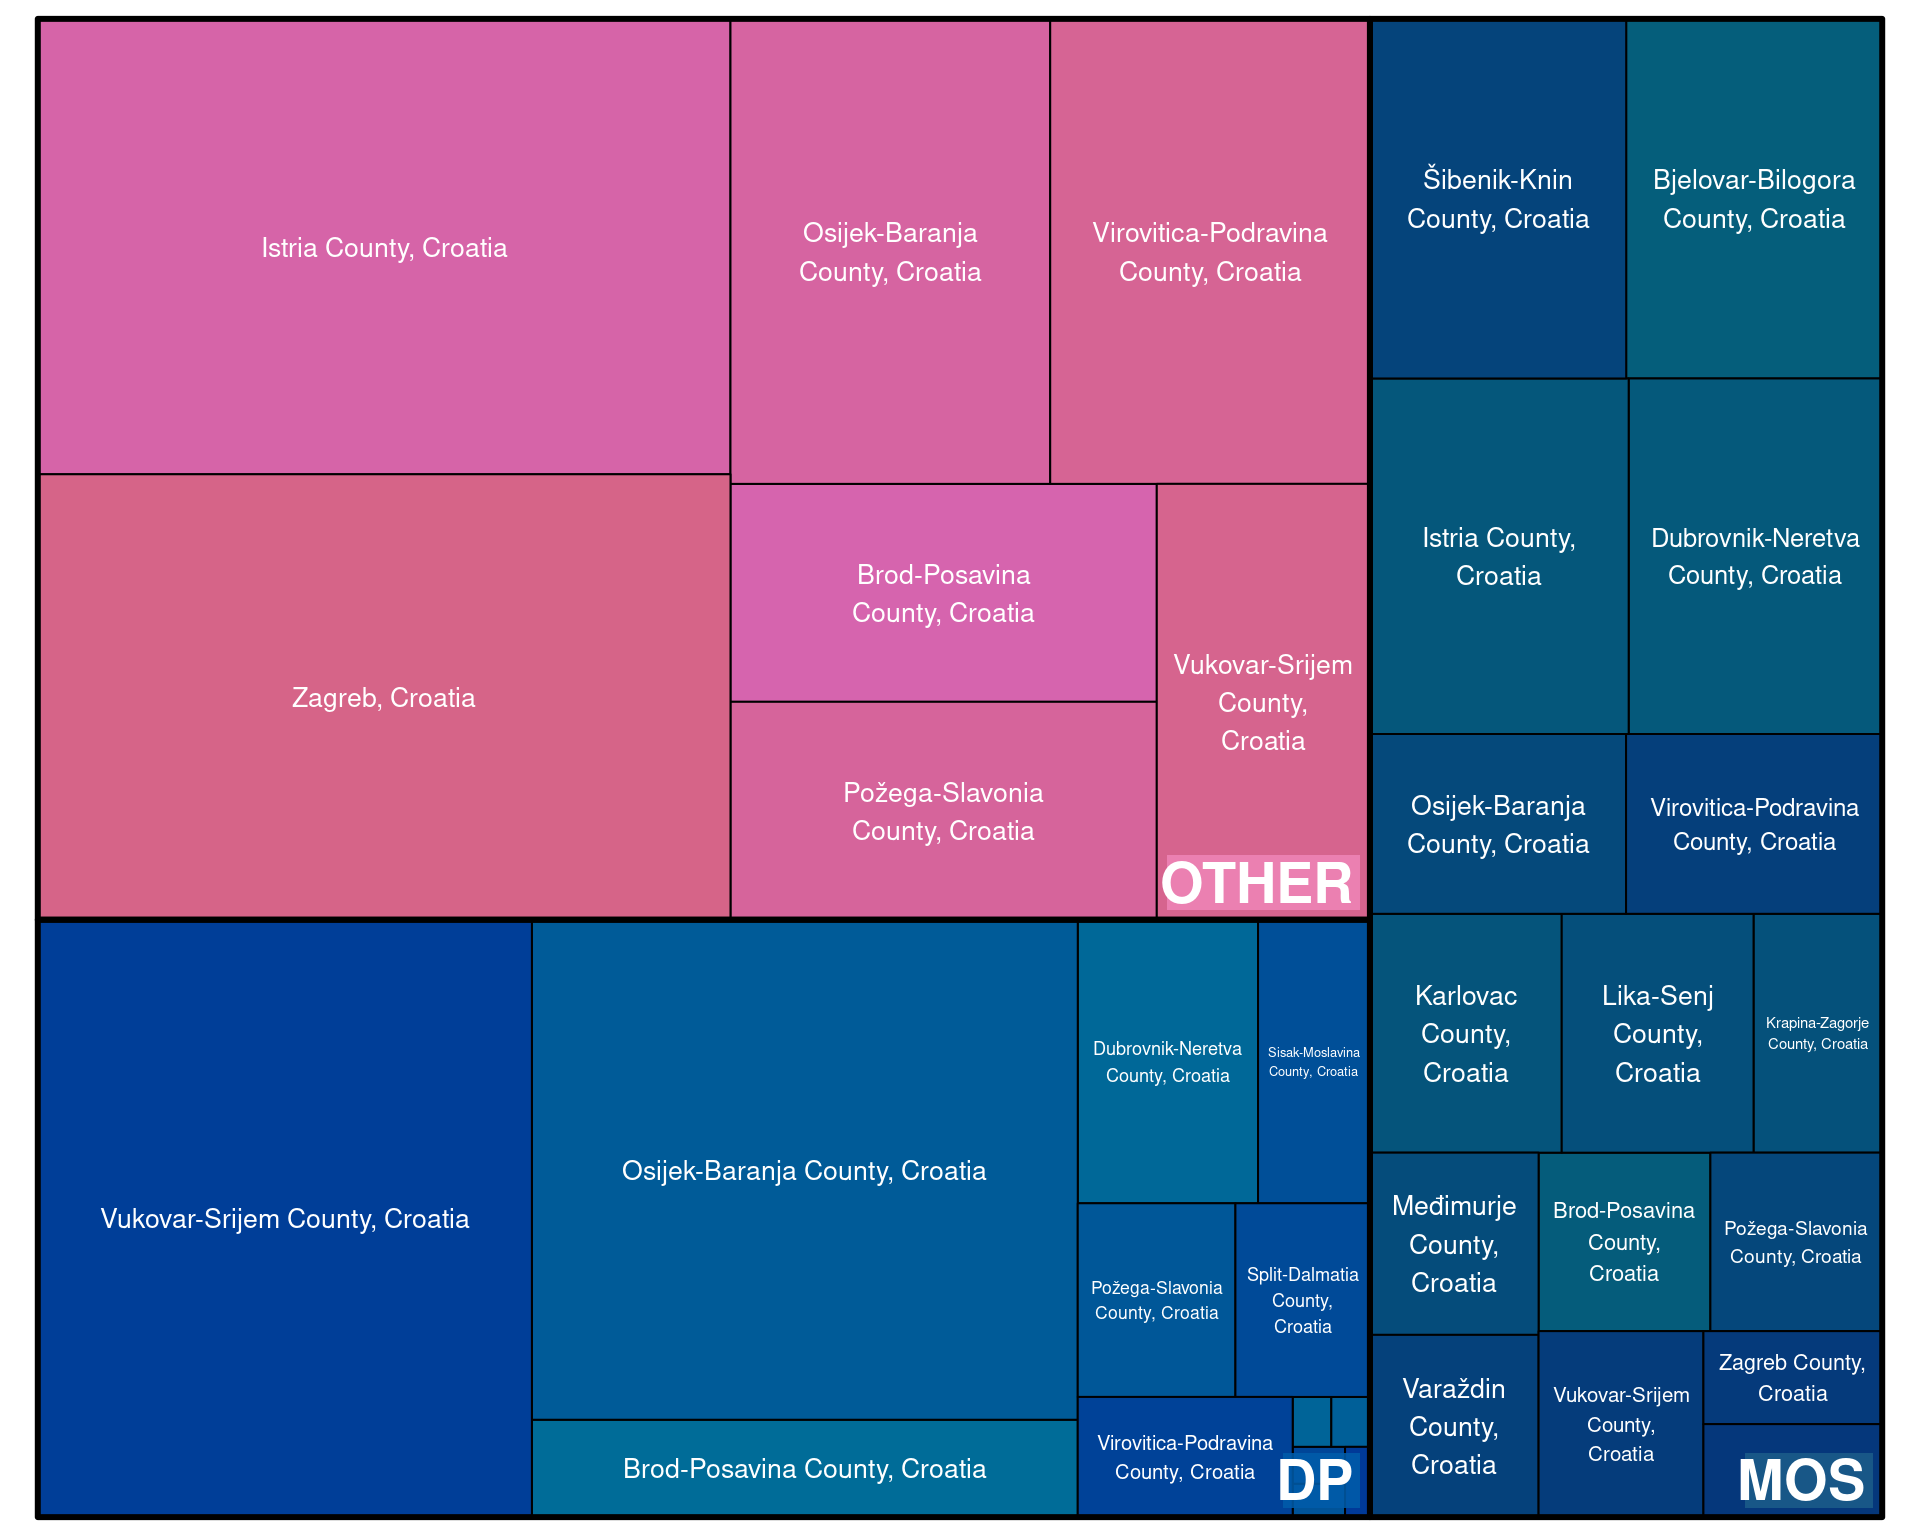 Istria County, Croatia
Osijek-Baranja
County, Croatia
Virovitica-Podravina
County, Croatia
Zagreb, Croatia
Brod-Posavina
County, Croatia
Požega-Slavonia
County, Croatia
Vukovar-Srijem
County,
Croatia
OTHER
Vukovar-Srijem County, Croatia
Osijek-Baranja County, Croatia
Brod-Posavina County, Croatia
Dubrovnik-Neretva
County, Croatia
Sisak-Moslavina
County, Croatia
Požega-Slavonia
County, Croatia
Split-Dalmatia
County,
Croatia
Virovitica-Podravina
County, Croatia
DP
Šibenik-Knin
County, Croatia
Bjelovar-Bilogora
County, Croatia
Istria County,
Croatia
Dubrovnik-Neretva
County, Croatia
Osijek-Baranja
County, Croatia
Virovitica-Podravina
County, Croatia
Karlovac
County,
Croatia
Lika-Senj
County,
Croatia
Krapina-Zagorje
County, Croatia
Međimurje
County,
Croatia
Brod-Posavina
County,
Croatia
Požega-Slavonia
County, Croatia
Varaždin
County,
Croatia
Vukovar-Srijem
County,
Croatia
Zagreb County,
Croatia
MOS